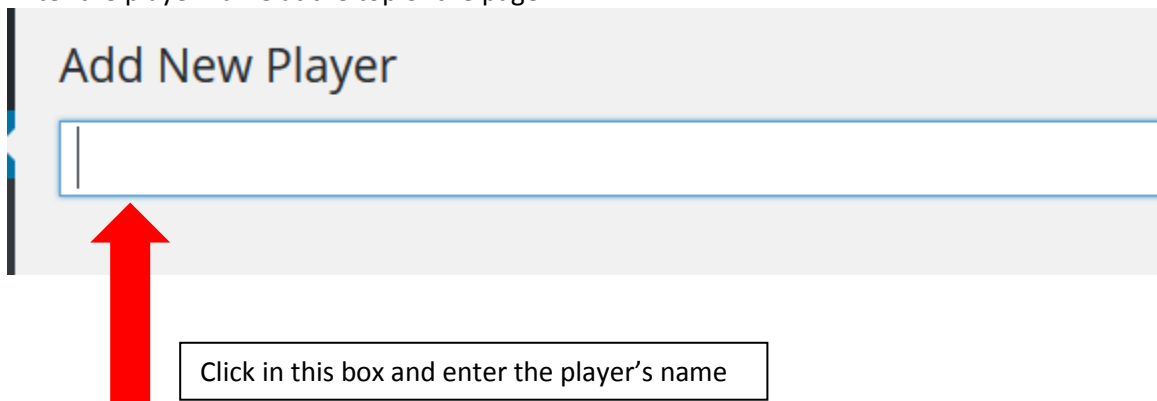 Add New Player
Click in this box and enter the player’s name